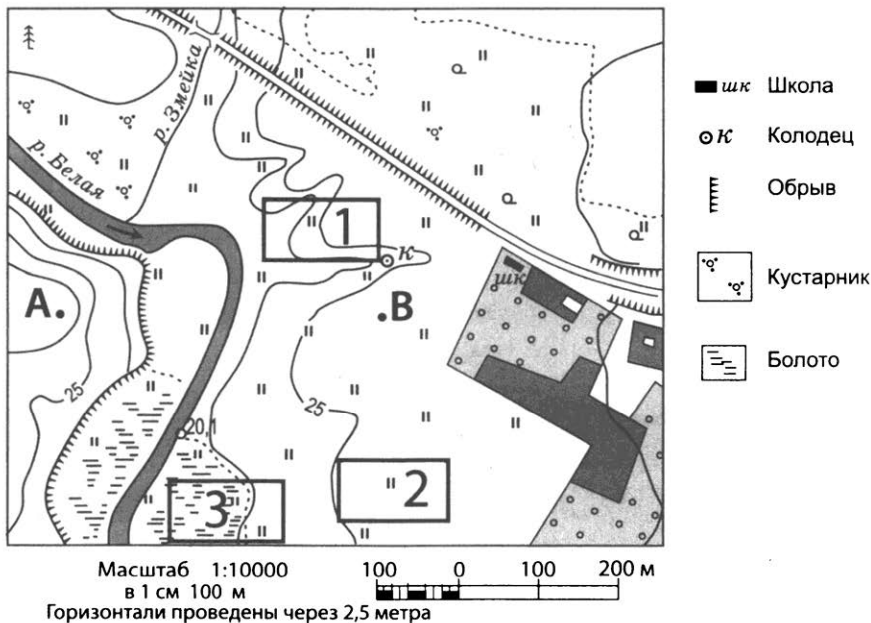 р. Змейка
р. Белая
1
к
A.
.B
шк
25
25
20,1
2
3
шк Школа
к Колодец
Обрыв
Кустарник
Болото
Масштаб 1:10000
в 1 см 100 м
100 0 100 200 м
Горизонтали проведены через 2,5 метра